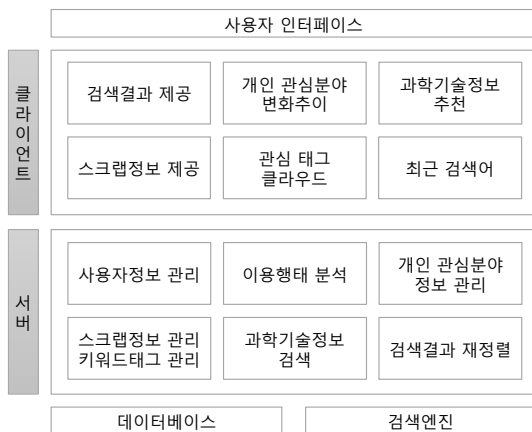 사용자 인터페이스
클라이언트
검색결과 제공
개인 관심분야
변화추이
과학기술정보
추천
스크랩정보 제공
관심 태그
클라우드
최근 검색어
서버
사용자정보 관리
이용행태 분석
개인 관심분야
정보 관리
스크랩정보 관리
키워드태그 관리
과학기술정보
검색
검색결과 재정렬
데이터베이스
검색엔진